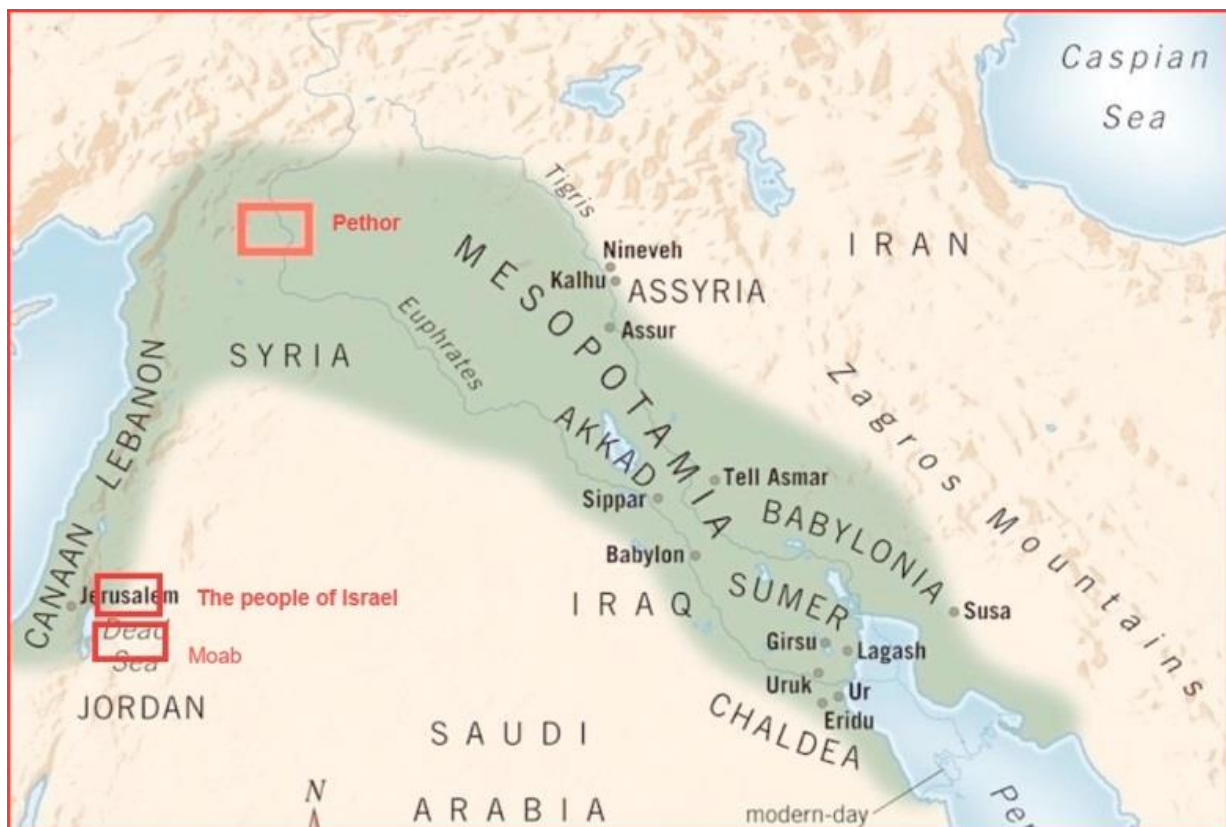 Caspian
Sea
Tigris
Pethor
IRAN
Nineveh
Kalhu
ASSYRIA
MESOPOTAMIA
Assur
Euphrates
SYRIA
Zagros Mountains
LEBANON
AKKAD
Tell Asmar
Sippar
BABYLONIA
Babylon
CANAAN
Jerusalem
The people of Israel
IRAQ
SUMER
Susa
Dead
Sea
Moab
Girsu
Lagash
Uruk
Ur
Eridu
JORDAN
CHALDEA
SAUDI
ARABIA
N
modern-day
Pe